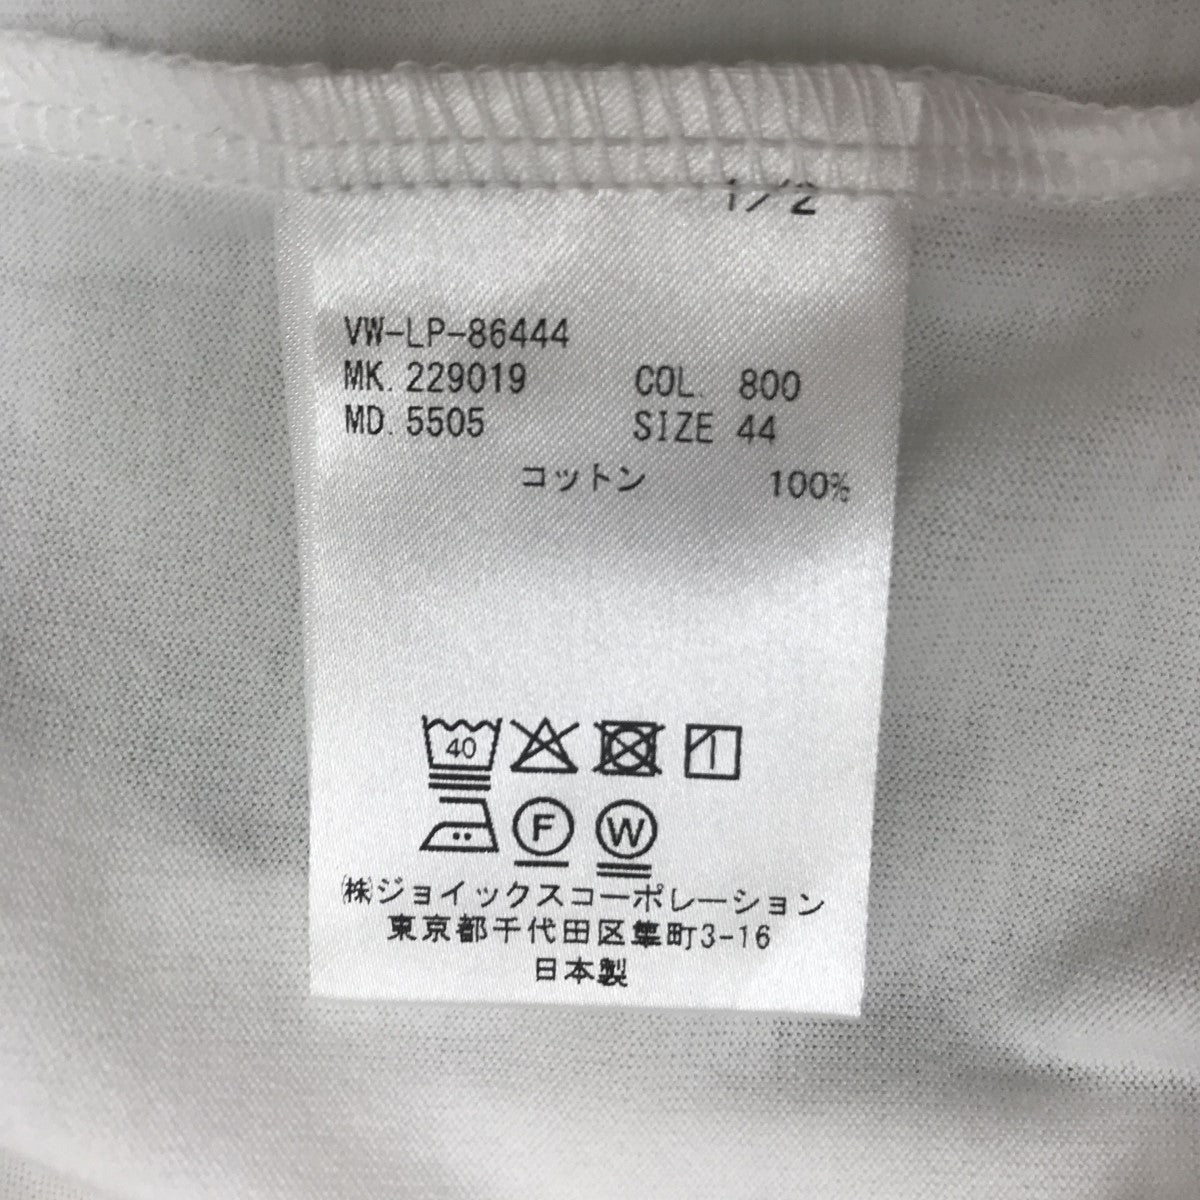 1/2
VW-LP-86444
MK. 229019 COL. 800
MD. 5505 SIZE 44
コットン 100%
40
F W
㈱ジョイックスコーポレーション
東京都千代田区隼町3-16
日本製